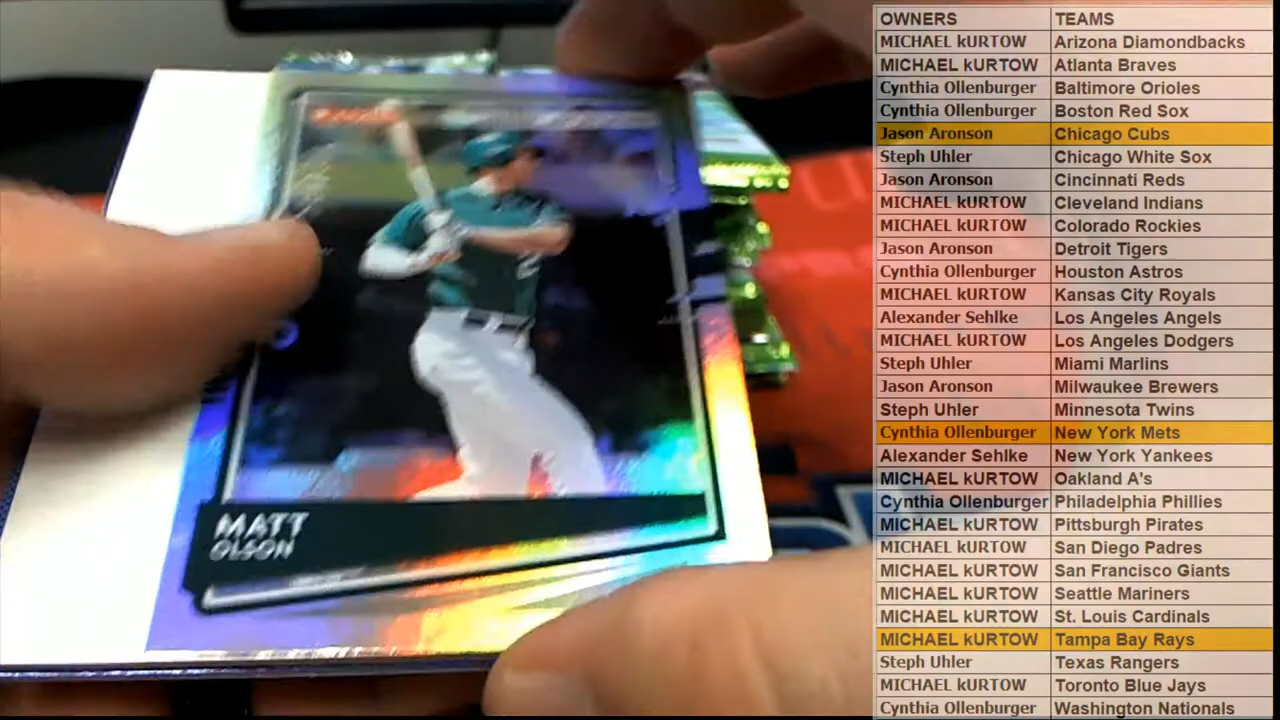 MATT
OLSON
OWNERS TEAMS
MICHAEL kURTOW Arizona Diamondbacks
MICHAEL kURTOW Atlanta Braves
Cynthia Ollenburger Baltimore Orioles
Cynthia Ollenburger Boston Red Sox
Jason Aronson Chicago Cubs
Steph Uhler Chicago White Sox
Jason Aronson Cincinnati Reds
MICHAEL kURTOW Cleveland Indians
MICHAEL kURTOW Colorado Rockies
Jason Aronson Detroit Tigers
Cynthia Ollenburger Houston Astros
MICHAEL kURTOW Kansas City Royals
Alexander Sehlke Los Angeles Angels
MICHAEL kURTOW Los Angeles Dodgers
Steph Uhler Miami Marlins
Jason Aronson Milwaukee Brewers
Steph Uhler Minnesota Twins
Cynthia Ollenburger New York Mets
Alexander Sehlke New York Yankees
MICHAEL kURTOW Oakland A's
Cynthia Ollenburger Philadelphia Phillies
MICHAEL kURTOW Pittsburgh Pirates
MICHAEL kURTOW San Diego Padres
MICHAEL kURTOW San Francisco Giants
MICHAEL kURTOW Seattle Mariners
MICHAEL kURTOW St. Louis Cardinals
MICHAEL kURTOW Tampa Bay Rays
Steph Uhler Texas Rangers
MICHAEL kURTOW Toronto Blue Jays
Cynthia Ollenburger Washington Nationals